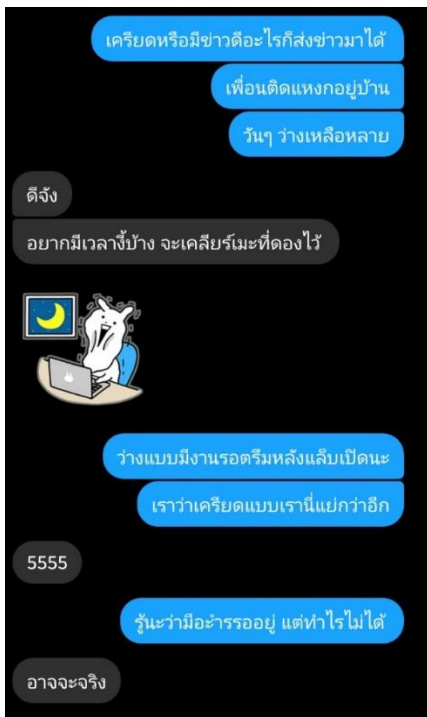 เครียดหรือมีข่าวดีอะไรก็ส่งข่าวมาได้
เพื่อนติดแหงกอยู่บ้าน
วันๆ ว่างเหลือหลาย
ดีจัง
อยากมีเวลางี้บ้าง จะเคลียร์เมะที่ดองไว้
ว่างแบบมีงานรอตรึมหลังแล็บเปิดนะ
เราว่าเครียดแบบเรานี่แย่กว่าอีก
5555
รู้นะว่ามีอะำรรออยู่ แต่ทำไรไม่ได้
อาจจะจริง